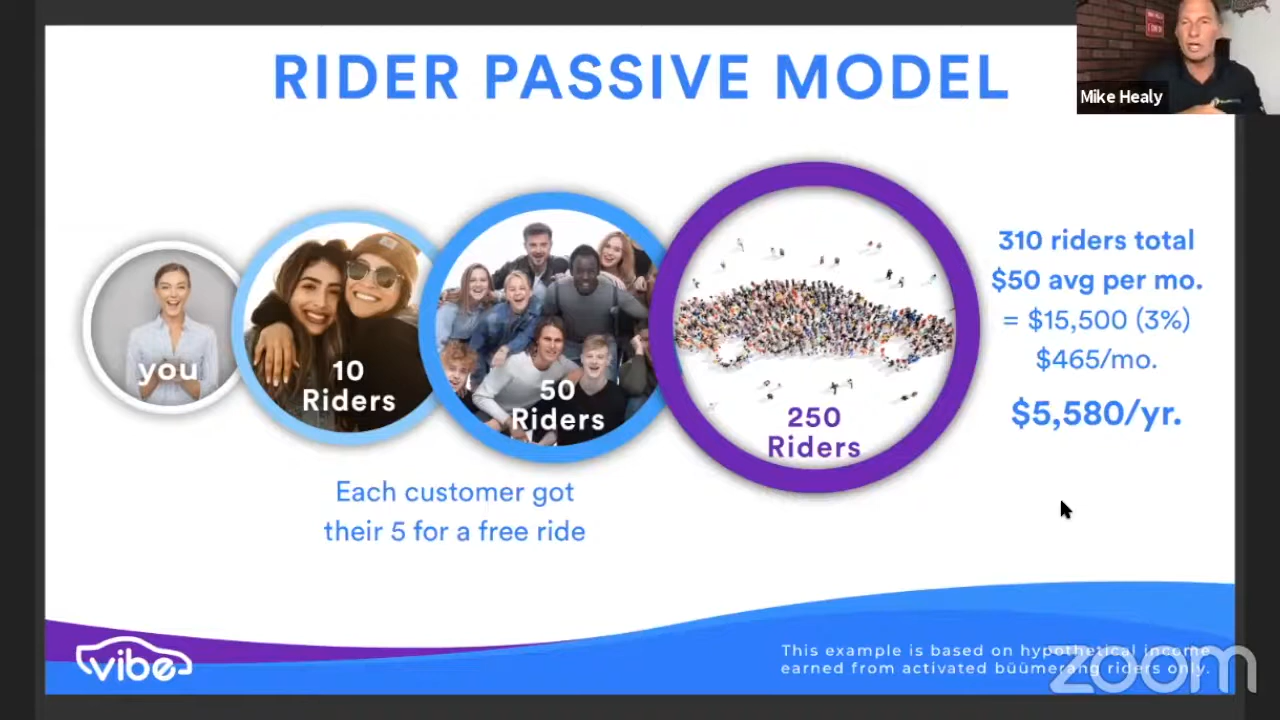 RIDER PASSIVE MODEL
Mike Healy
you
10
Riders
50
Riders
250
Riders
310 riders total
$50 avg per mo.
= $15,500 (3%)
$465/mo.
$5,580/yr.
Each customer got
their 5 for a free ride
vibe
This example is based on hypothetical income
earned from activated büümerang riders only.
zoom